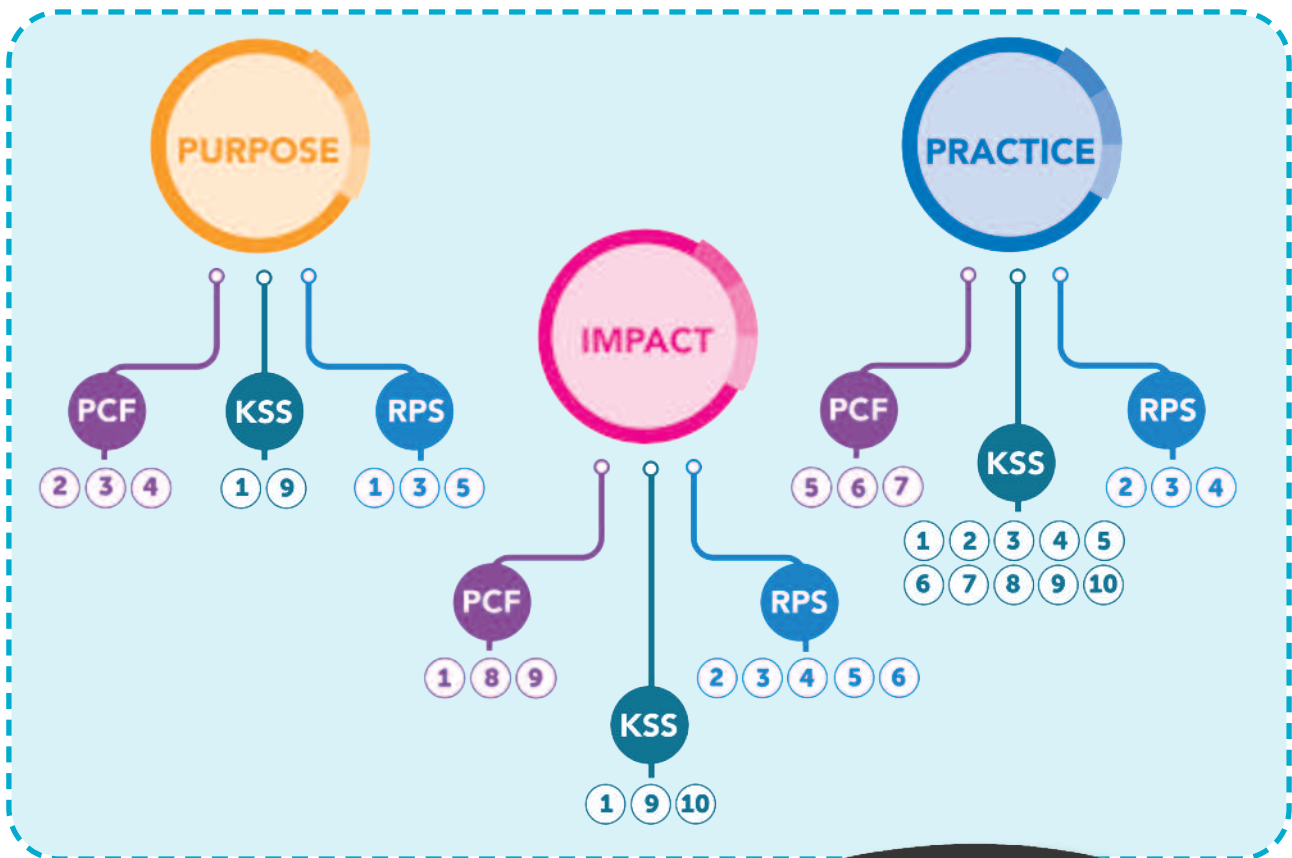 PURPOSE
PCF
2 3 4
KSS
1 9
RPS
1 3 5
IMPACT
PCF
1 8 9
KSS
1 9 10
RPS
2 3 4 5 6
PRACTICE
PCF
5 6 7
KSS
1 2 3 4 5
6 7 8 9 10
RPS
2 3 4